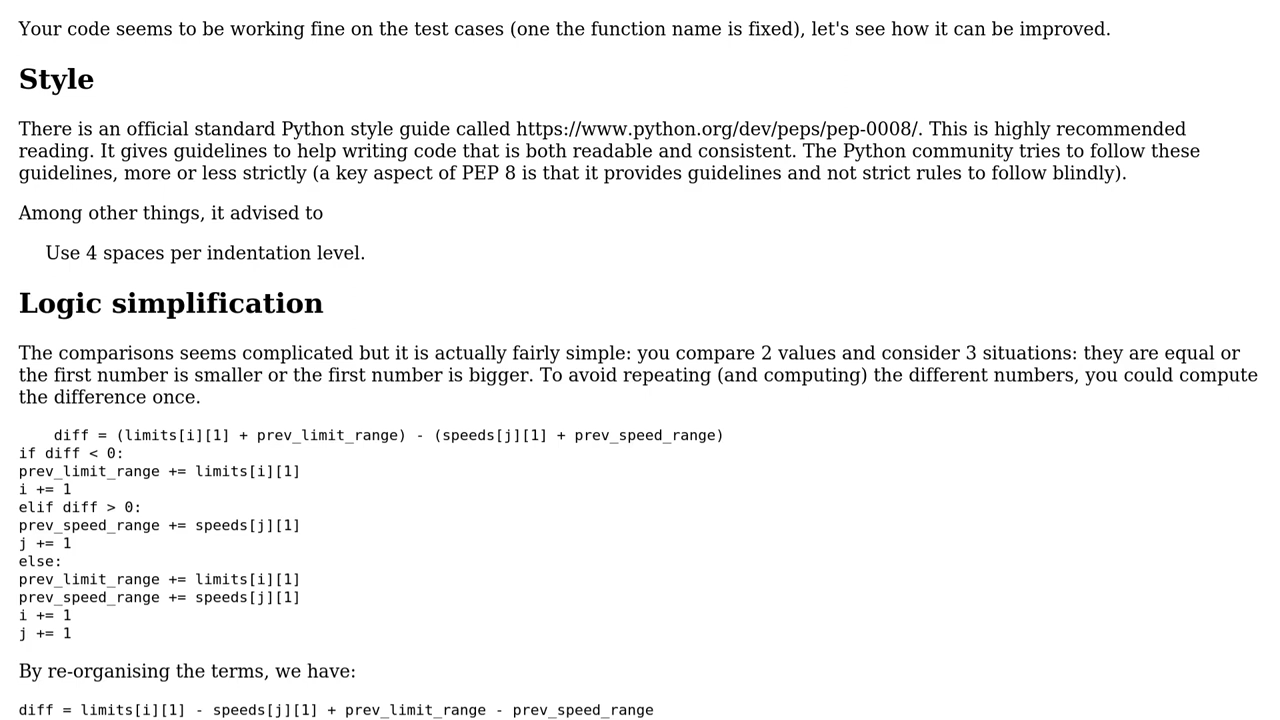 Your code seems to be working fine on the test cases (one the function name is fixed), let's see how it can be improved.
Style
There is an official standard Python style guide called https://www.python.org/dev/peps/pep-0008/. This is highly recommended
reading. It gives guidelines to help writing code that is both readable and consistent. The Python community tries to follow these
guidelines, more or less strictly (a key aspect of PEP 8 is that it provides guidelines and not strict rules to follow blindly).
Among other things, it advised to
Use 4 spaces per indentation level.
Logic simplification
The comparisons seems complicated but it is actually fairly simple: you compare 2 values and consider 3 situations: they are equal or
the first number is smaller or the first number is bigger. To avoid repeating (and computing) the different numbers, you could compute
the difference once.
    diff = (limits[i][1] + prev_limit_range) - (speeds[j][1] + prev_speed_range)
if diff < 0:
prev_limit_range += limits[i][1]
i += 1
elif diff > 0:
prev_speed_range += speeds[j][1]
j += 1
else:
prev_limit_range += limits[i][1]
prev_speed_range += speeds[j][1]
i += 1
j += 1
By re-organising the terms, we have:
diff = limits[i][1] - speeds[j][1] + prev_limit_range - prev_speed_range